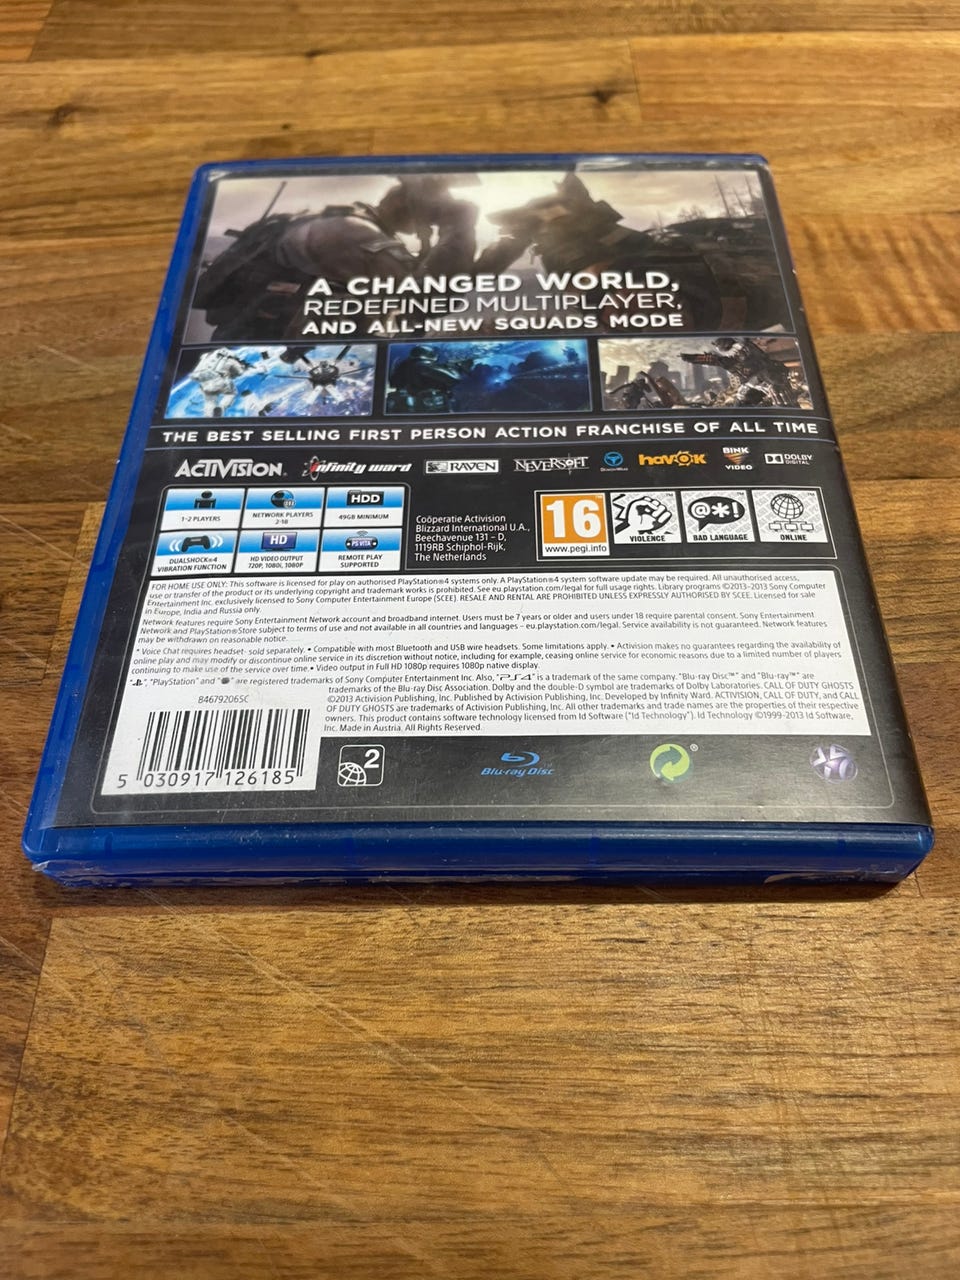 A CHANGED WORLD,
REDEFINED MULTIPLAYER,
AND ALL-NEW SQUADS MODE
THE BEST SELLING FIRST PERSON ACTION FRANCHISE OF ALL TIME
ACTIVISION®
infinity ward
RAVEN
NEVERSOFT
DEMONWARE
havok
BINK
VIDEO
DOLBY
DIGITAL
1-2 PLAYERS
NETWORK PLAYERS
2-18
HDD
49GB MINIMUM
DUALSHOCK®4
VIBRATION FUNCTION
HD
HD VIDEO OUTPUT
720P, 1080I, 1080P
PS VITA
REMOTE PLAY
SUPPORTED
Coöperatie Activision
Blizzard International U.A.,
Beechavenue 131 – D,
1119RB Schiphol-Rijk,
The Netherlands
16
www.pegi.info
VIOLENCE
@*!
BAD LANGUAGE
ONLINE
FOR HOME USE ONLY: This software is licensed for play on authorised PlayStation®4 systems only. A PlayStation®4 system software update may be required. All unauthorised access,
use or transfer of the product or its underlying copyright and trademark works is prohibited. See eu.playstation.com/legal for full usage rights. Library programs ©2013-2013 Sony Computer
Entertainment Inc. exclusively licensed to Sony Computer Entertainment Europe (SCEE). RESALE AND RENTAL ARE PROHIBITED UNLESS EXPRESSLY AUTHORISED BY SCEE. Licensed for sale
in Europe, India and Russia only.
Network features require Sony Entertainment Network account and broadband internet. Users must be 7 years or older and users under 18 require parental consent. Sony Entertainment
Network and PlayStation®Store subject to terms of use and not available in all countries and languages – eu.playstation.com/legal. Service availability is not guaranteed. Network features
may be withdrawn on reasonable notice.
* Voice Chat requires headset- sold separately. • Compatible with most Bluetooth and USB wire headsets. Some limitations apply. • Activision makes no guarantees regarding the availability of
online play and may modify or discontinue online service in its discretion without notice, including for example, ceasing online service for economic reasons due to a limited number of players
continuing to make use of the service over time • Video output in Full HD 1080p requires 1080p native display.
"PlayStation" and are registered trademarks of Sony Computer Entertainment Inc. Also, "PS4" is a trademark of the same company. "Blu-ray Disc™" and "Blu-ray™" are
trademarks of the Blu-ray Disc Association. Dolby and the double-D symbol are trademarks of Dolby Laboratories. CALL OF DUTY GHOSTS
©2013 Activision Publishing, Inc. Published by Activision Publishing, Inc. Developed by Infinity Ward. ACTIVISION, CALL OF DUTY, and CALL
OF DUTY GHOSTS are trademarks of Activision Publishing, Inc. All other trademarks and trade names are the properties of their respective
owners. This product contains software technology licensed from Id Software ("Id Technology"). Id Technology ©1999-2013 Id Software,
Inc. Made in Austria. All Rights Reserved.
84679206SC
5 030917 126185
2
Blu-ray Disc